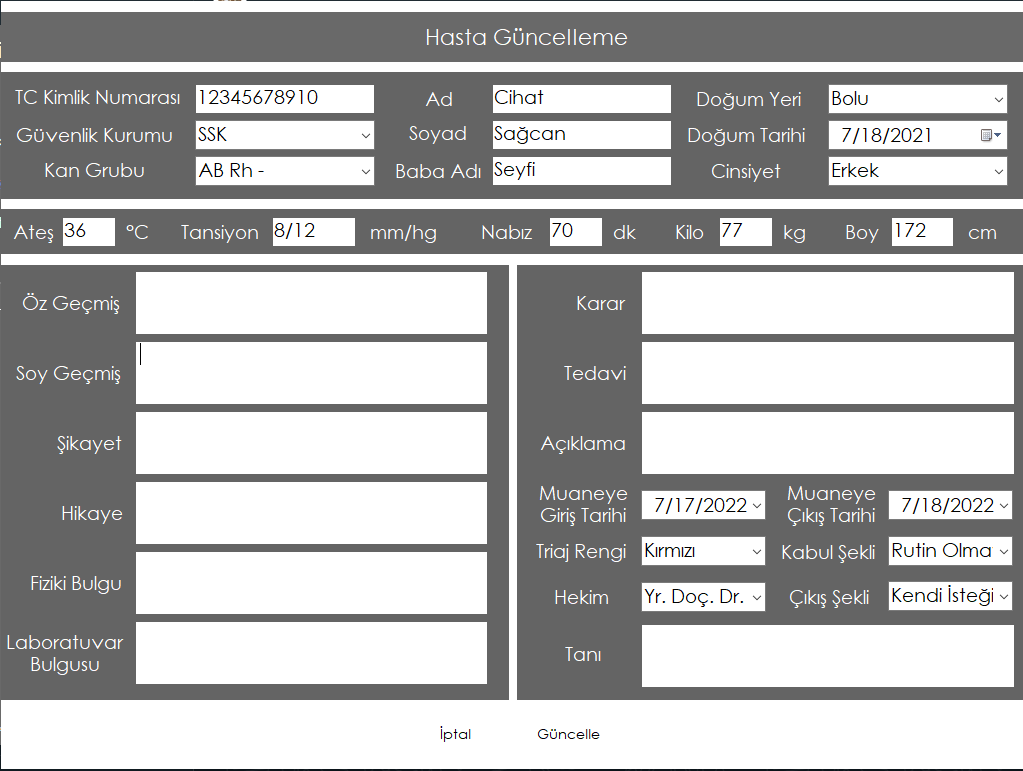 Hasta Güncelleme
TC Kimlik Numarası 12345678910 Ad Cihat Doğum Yeri Bolu
Güvenlik Kurumu SSK Soyad Sağcan Doğum Tarihi 7/18/2021
Kan Grubu AB Rh - Baba Adı Seyfi Cinsiyet Erkek
Ateş 36 °C Tansiyon 8/12 mm/hg Nabız 70 dk Kilo 77 kg Boy 172 cm
Öz Geçmiş
Soy Geçmiş
Şikayet
Hikaye
Fiziki Bulgu
Laboratuvar
Bulgusu
Karar
Tedavi
Açıklama
Muaneye
Giriş Tarihi 7/17/2022
Muaneye
Çıkış Tarihi 7/18/2022
Triaj Rengi Kırmızı Kabul Şekli Rutin Olma
Hekim Yr. Doç. Dr. Çıkış Şekli Kendi İsteği
Tanı
İptal Güncelle